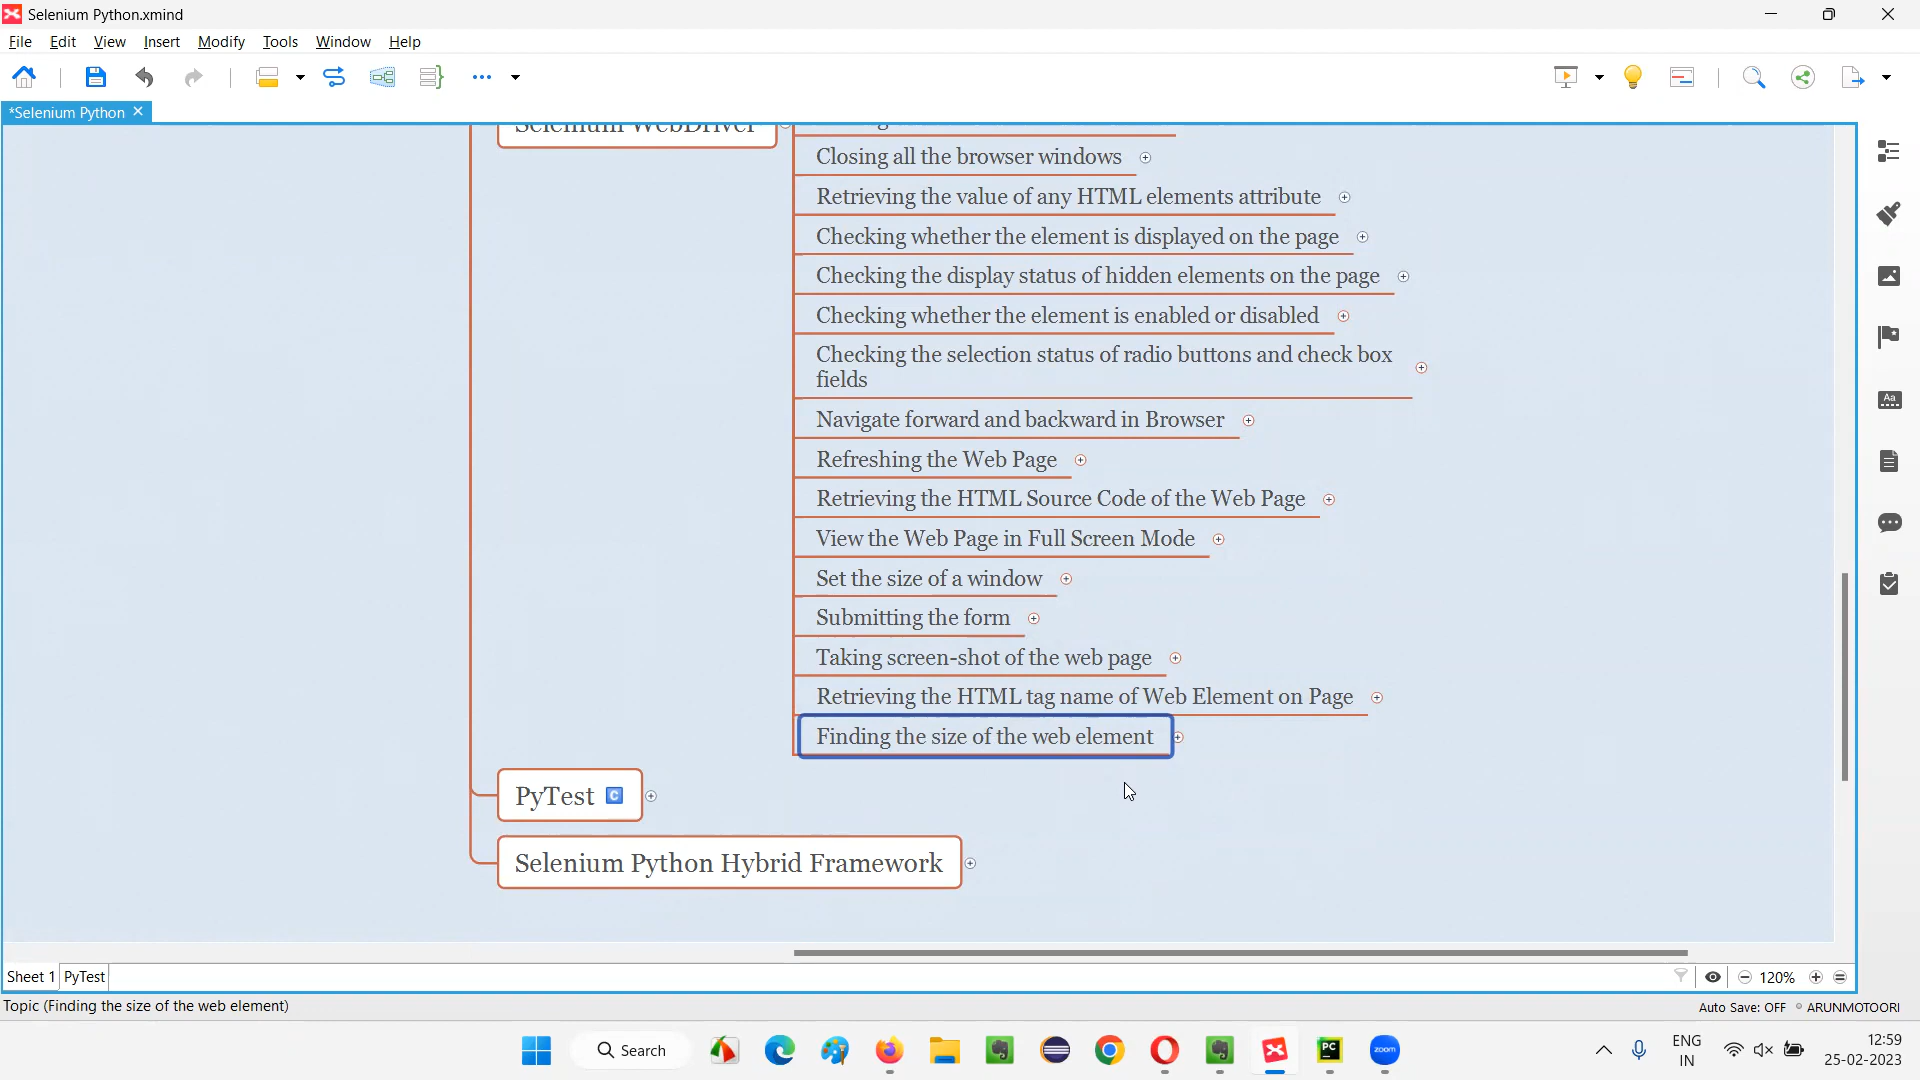 Selenium Python.xmind
File Edit View Insert Modify Tools Window Help
*Selenium Python
Selenium WebDriver
Closing all the browser windows
Retrieving the value of any HTML elements attribute
Checking whether the element is displayed on the page
Checking the display status of hidden elements on the page
Checking whether the element is enabled or disabled
Checking the selection status of radio buttons and check box
fields
Navigate forward and backward in Browser
Refreshing the Web Page
Retrieving the HTML Source Code of the Web Page
View the Web Page in Full Screen Mode
Set the size of a window
Submitting the form
Taking screen-shot of the web page
Retrieving the HTML tag name of Web Element on Page
Finding the size of the web element
PyTest C
Selenium Python Hybrid Framework
Sheet 1 PyTest
120%
Topic (Finding the size of the web element)
Auto Save: OFF ARUNMOTOORI
Search
PC
zoom
ENG
IN
12:59
25-02-2023
Aa